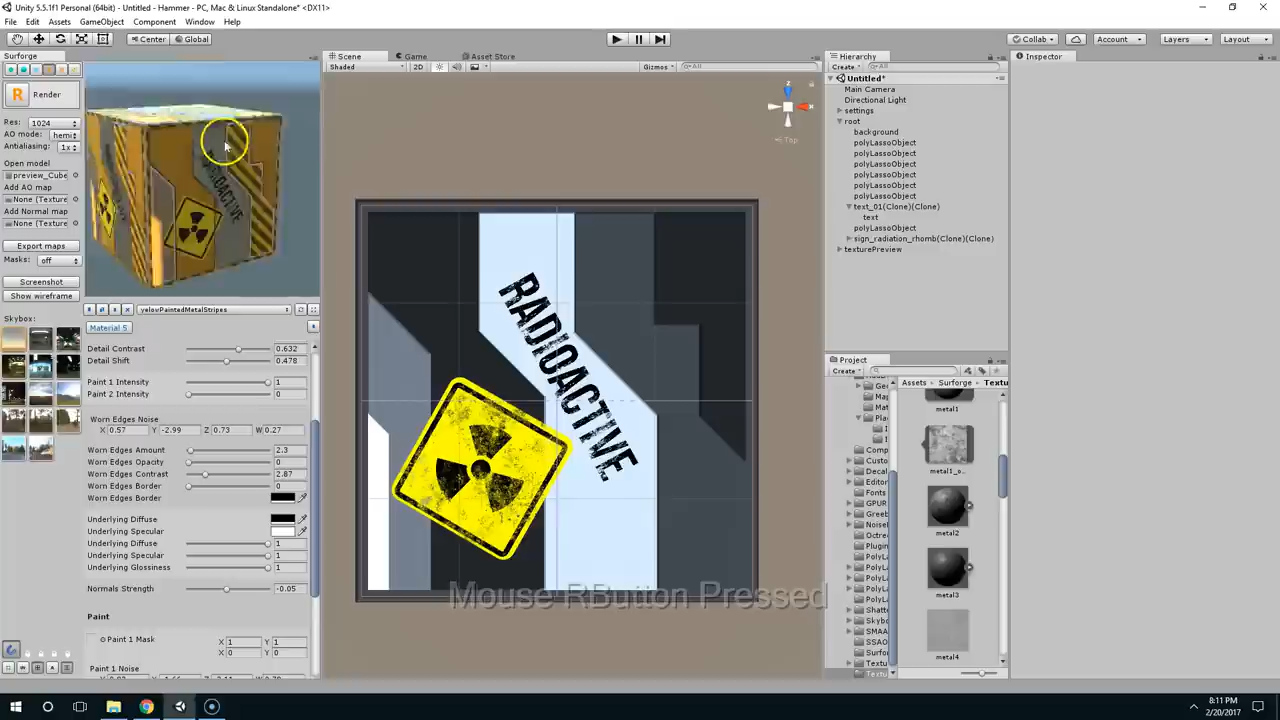 Unity 5.5.1f1 Personal (64bit) - Untitled - Hammer - PC, Mac & Linux Standalone* <DX11>
File Edit Assets GameObject Component Window Help
Center Global
Collab Account Layers Layout
Surforge
Scene Game Asset Store
Hierarchy
Inspector
Shaded 2D Gizmos All
Create All
Render
Res: 1024
AO mode: hemi
Antialiasing: 1x
Open model
preview_Cube
Add AO map
None (Texture
Add Normal map
None (Texture
Export maps
Masks: off
Screenshot
Show wireframe
Skybox:
RADIOACTIVE
yelovPaintedMetalStripes
Material 5
Detail Contrast 0.632
Detail Shift 0.478
Paint 1 Intensity 1
Paint 2 Intensity 0
Worn Edges Noise
X 0.57 Y -2.99 Z 0.73 W 0.27
Worn Edges Amount 2.3
Worn Edges Opacity 0
Worn Edges Contrast 2.87
Worn Edges Border 0
Worn Edges Border
Underlying Diffuse
Underlying Specular
Underlying Diffuse 1
Underlying Specular 1
Underlying Glossiness 1
Normals Strength -0.05
Paint
Paint 1 Mask X 1 Y 1
X 0 Y 0
Paint 1 Noise
Top
RADIOACTIVE
Mouse RButton Pressed
Untitled*
Main Camera
Directional Light
settings
root
background
polyLassoObject
polyLassoObject
polyLassoObject
polyLassoObject
polyLassoObject
polyLassoObject
text_01(Clone)(Clone)
text
polyLassoObject
sign_radiation_rhomb(Clone)(Clone)
texturePreview
Project
Create
Assets Surforge Textu
metal1
metal1_o...
metal2
metal3
metal4
8:11 PM
2/20/2017